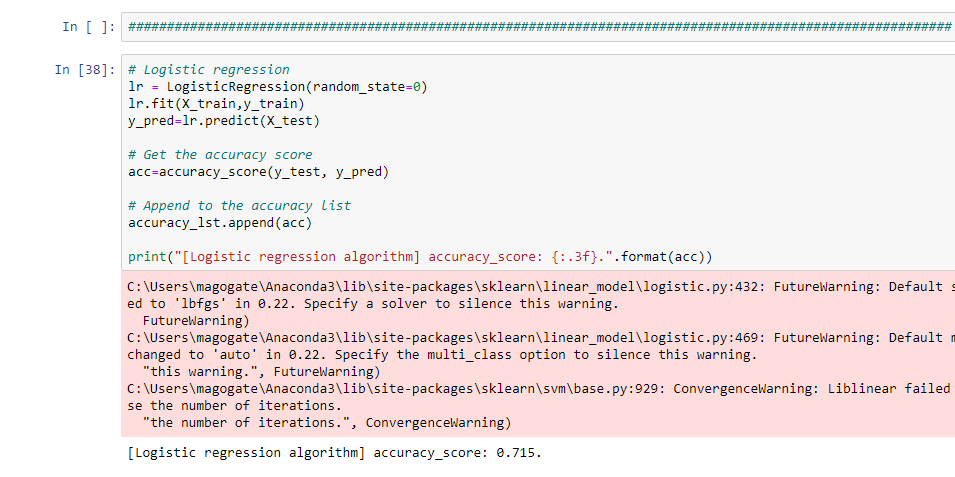 In [ ]: ##########################################################################################################
In [38]: # Logistic regression
lr = LogisticRegression(random_state=0)
lr.fit(X_train,y_train)
y_pred=lr.predict(X_test)
# Get the accuracy score
acc=accuracy_score(y_test, y_pred)
# Append to the accuracy list
accuracy_lst.append(acc)
print("[Logistic regression algorithm] accuracy_score: {:.3f}.".format(acc))
C:\Users\magogate\Anaconda3\lib\site-packages\sklearn\linear_model\logistic.py:432: FutureWarning: Default s
ed to 'lbfgs' in 0.22. Specify a solver to silence this warning.
FutureWarning)
C:\Users\magogate\Anaconda3\lib\site-packages\sklearn\linear_model\logistic.py:469: FutureWarning: Default m
changed to 'auto' in 0.22. Specify the multi_class option to silence this warning.
"this warning.", FutureWarning)
C:\Users\magogate\Anaconda3\lib\site-packages\sklearn\svm\base.py:929: ConvergenceWarning: Liblinear failed
se the number of iterations.
"the number of iterations.", ConvergenceWarning)
[Logistic regression algorithm] accuracy_score: 0.715.